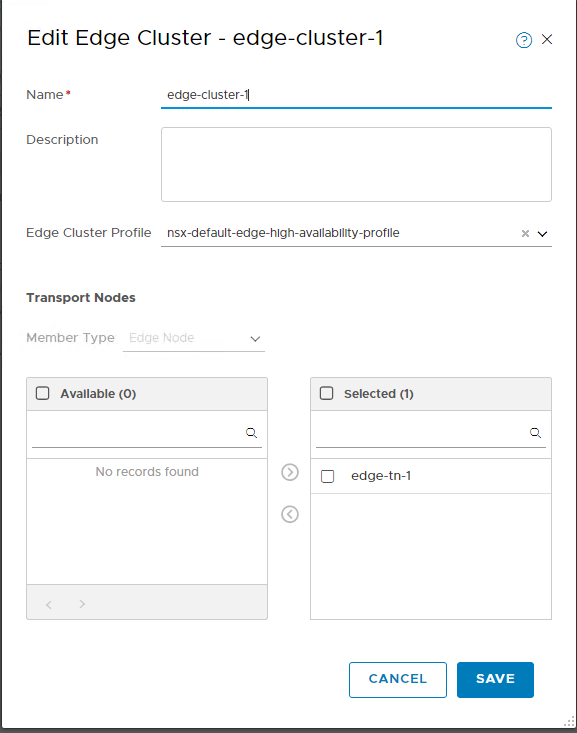 Edit Edge Cluster - edge-cluster-1
Name*
edge-cluster-1
Description
Edge Cluster Profile
nsx-default-edge-high-availability-profile
Transport Nodes
Member Type
Edge Node
Available (0)
Selected (1)
No records found
edge-tn-1
CANCEL
SAVE